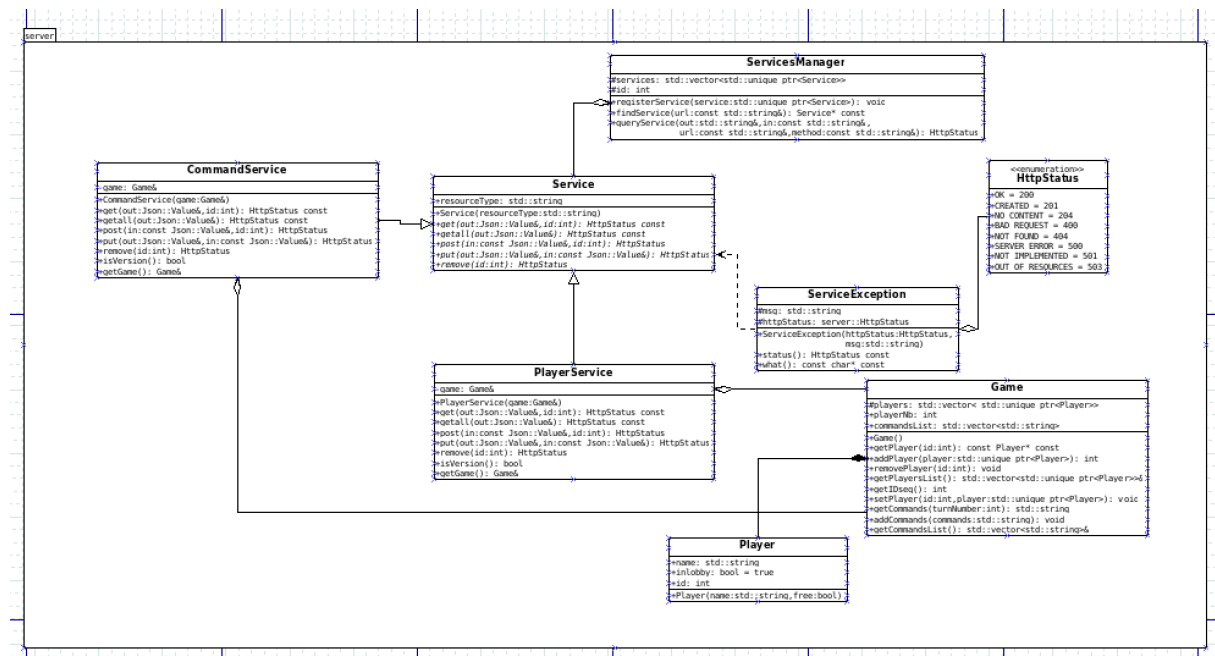 server
ServicesManager
#services: std::vector<std::unique ptr<Service>>
#id: int
+registerService(service:std::unique ptr<Service>): void
+findService(url:const std::string&): Service* const
+queryService(out:std::string&,in:const std::string&,
url:const std::string&,method:const std::string&): HttpStatus
CommandService
game: Game&
+CommandService(game:Game&)
+get(out:Json::Value&,id:int): HttpStatus const
+getall(out:Json::Value&): HttpStatus const
+post(in:const Json::Value&,id:int): HttpStatus
+put(out:Json::Value&,in:const Json::Value&): HttpStatus
+remove(id:int): HttpStatus
+isVersion(): bool
+getGame(): Game&
Service
+resourceType: std::string
+Service(resourceType:std::string)
+get(out:Json::Value&,id:int): HttpStatus const
+getall(out:Json::Value&): HttpStatus const
+post(in:const Json::Value&,id:int): HttpStatus
+put(out:Json::Value&,in:const Json::Value&): HttpStatus
+remove(id:int): HttpStatus
<<enumeration>>
HttpStatus
+OK = 200
+CREATED = 201
+NO CONTENT = 204
+BAD REQUEST = 400
+NOT FOUND = 404
+SERVER ERROR = 500
+NOT IMPLEMENTED = 501
+OUT OF RESOURCES = 503
ServiceException
#msg: std::string
#httpStatus: server::HttpStatus
+ServiceException(httpStatus:HttpStatus,
msg:std::string)
+status(): HttpStatus const
+what(): const char* const
PlayerService
game: Game&
+PlayerService(game:Game&)
+get(out:Json::Value&,id:int): HttpStatus const
+getall(out:Json::Value&): HttpStatus const
+post(in:const Json::Value&,id:int): HttpStatus
+put(out:Json::Value&,in:const Json::Value&): HttpStatus
+remove(id:int): HttpStatus
+isVersion(): bool
+getGame(): Game&
Game
#players: std::vector< std::unique ptr<Player>>
+playerNb: int
+commandsList: std::vector<std::string>
+Game()
+getPlayer(id:int): const Player* const
+addPlayer(player:std::unique ptr<Player>): int
+removePlayer(id:int): void
+getPlayersList(): std::vector<std::unique ptr<Player>>&
+getIDseq(): int
+setPlayer(id:int,player:std::unique ptr<Player>): void
+getCommands(turnNumber:int): std::string
+addCommands(commands:std::string): void
+getCommandsList(): std::vector<std::string>&
Player
+name: std::string
+inlobby: bool = true
+id: int
+Player(name:std::string,free:bool)